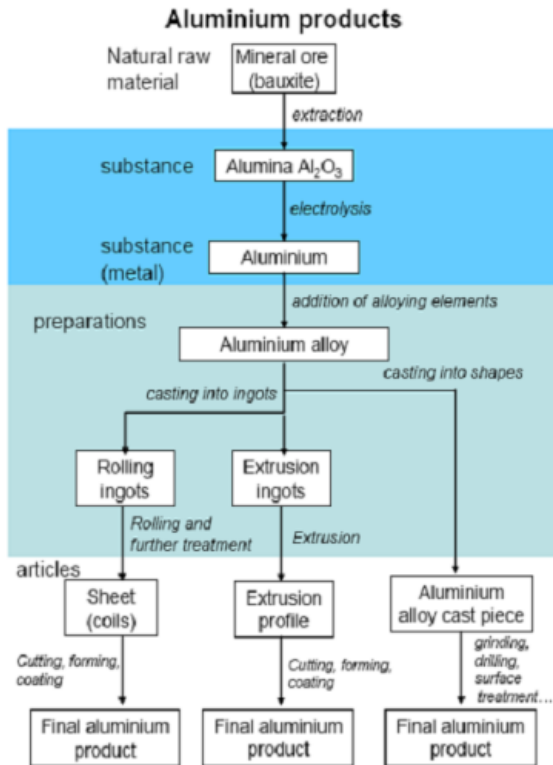 Aluminium products
Natural raw
material
Mineral ore
(bauxite)
extraction
substance
Alumina Al₂O₃
electrolysis
substance
(metal)
Aluminium
addition of alloying elements
preparations
Aluminium alloy
casting into shapes
casting into ingots
Rolling
ingots
Extrusion
ingots
Rolling and
further treatment
Extrusion
articles
Sheet
(coils)
Extrusion
profile
Aluminium
alloy cast piece
Cutting, forming,
coating
Cutting, forming,
coating
grinding,
drilling,
surface
treatment...
Final aluminium
product
Final aluminium
product
Final aluminium
product